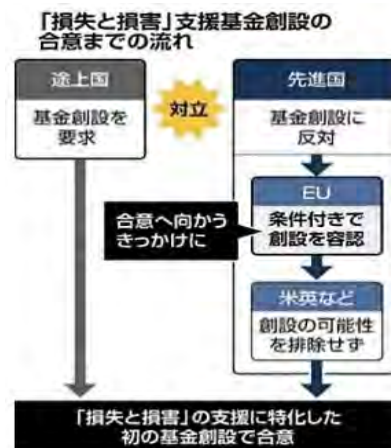 「損失と損害」支援基金創設の
合意までの流れ
途上国
基金創設を
要求
対立
先進国
基金創設に
反対
EU
条件付きで
創設を容認
合意へ向かう
きっかけに
米英など
創設の可能性
を排除せず
「損失と損害」の支援に特化した
初の基金創設で合意